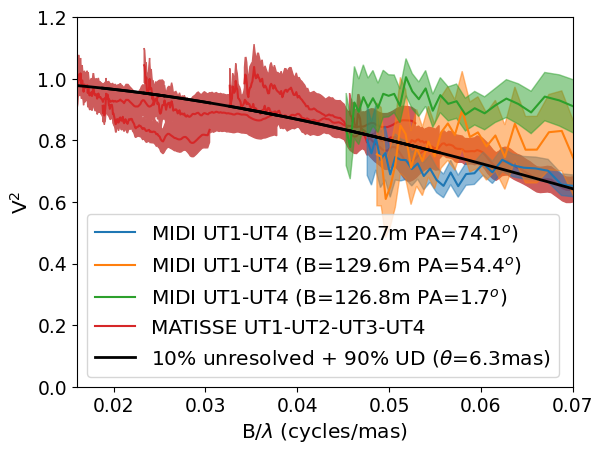 1.2
1.0
0.8
0.6
0.4
0.2
0.0
V²
MIDI UT1-UT4 (B=120.7m PA=74.1°)
MIDI UT1-UT4 (B=129.6m PA=54.4°)
MIDI UT1-UT4 (B=126.8m PA=1.7°)
MATISSE UT1-UT2-UT3-UT4
10% unresolved + 90% UD (θ=6.3mas)
0.02 0.03 0.04 0.05 0.06 0.07
B/λ (cycles/mas)